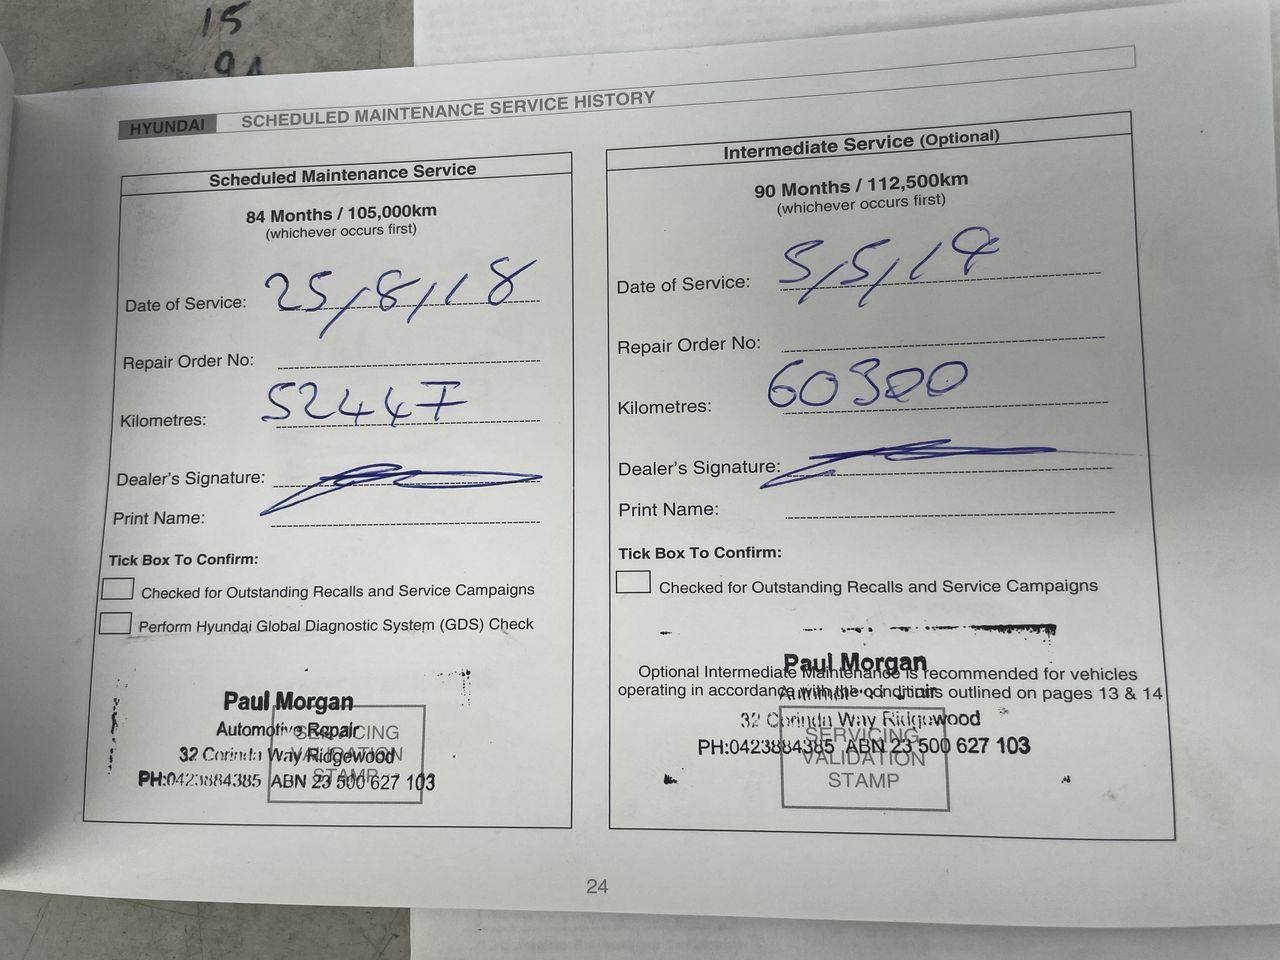 15
HYUNDAI SCHEDULED MAINTENANCE SERVICE HISTORY
Scheduled Maintenance Service
84 Months / 105,000km
(whichever occurs first)
Date of Service: 25/8/18
Repair Order No:
Kilometres: 52447
Dealer's Signature:
Print Name:
Tick Box To Confirm:
Checked for Outstanding Recalls and Service Campaigns
Perform Hyundai Global Diagnostic System (GDS) Check
Paul Morgan
Automotive Repair
32 Corinda Way Ridgewood
PH:0423884385 ABN 23 500 627 103
SERVICING
VALIDATION
STAMP
Intermediate Service (Optional)
90 Months / 112,500km
(whichever occurs first)
Date of Service: 5/5/19
Repair Order No:
Kilometres: 60300
Dealer's Signature:
Print Name:
Tick Box To Confirm:
Checked for Outstanding Recalls and Service Campaigns
Optional Intermediate Maintenance is recommended for vehicles
operating in accordance with the conditions outlined on pages 13 & 14
Paul Morgan
32 Corinda Way Ridgewood
PH:0423884385 ABN 23 500 627 103
SERVICING
VALIDATION
STAMP
24